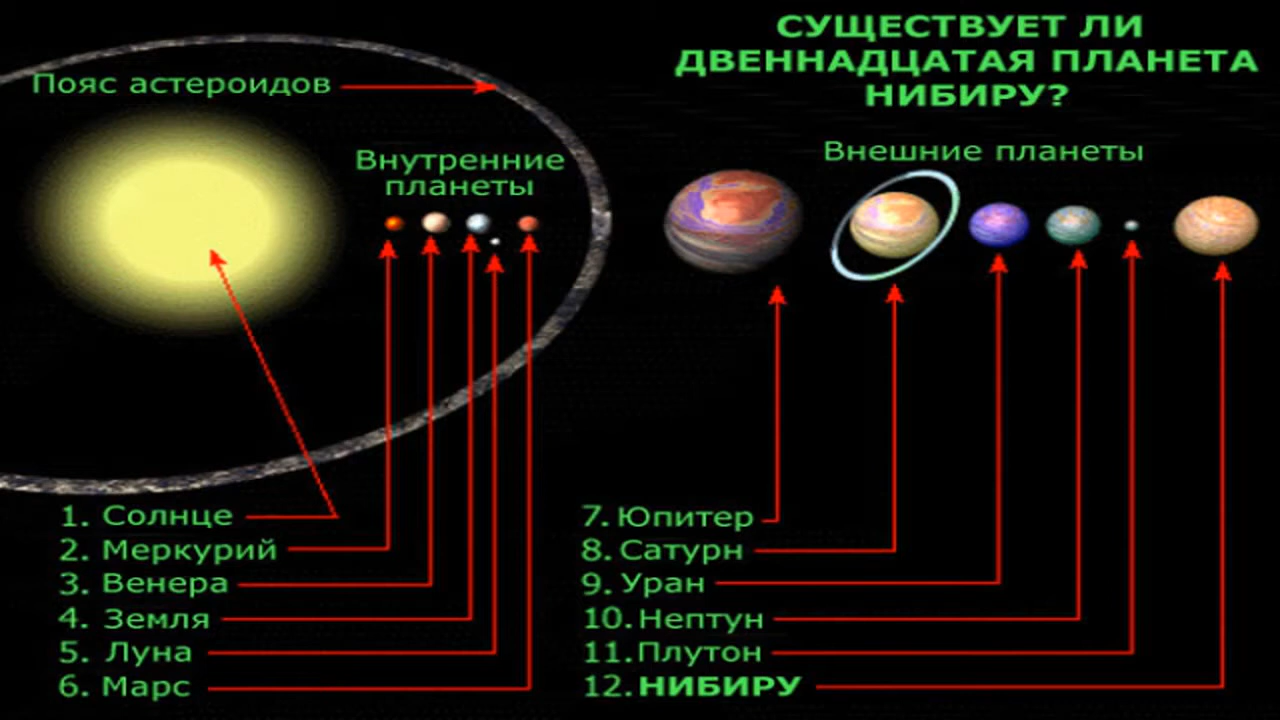 СУЩЕСТВУЕТ ЛИ
ДВЕННАДЦАТАЯ ПЛАНЕТА
НИБИРУ?
Пояс астероидов
Внутренние
планеты
Внешние планеты
1. Солнце
2. Меркурий
3. Венера
4. Земля
5. Луна
6. Марс
7. Юпитер
8. Сатурн
9. Уран
10. Нептун
11. Плутон
12. НИБИРУ